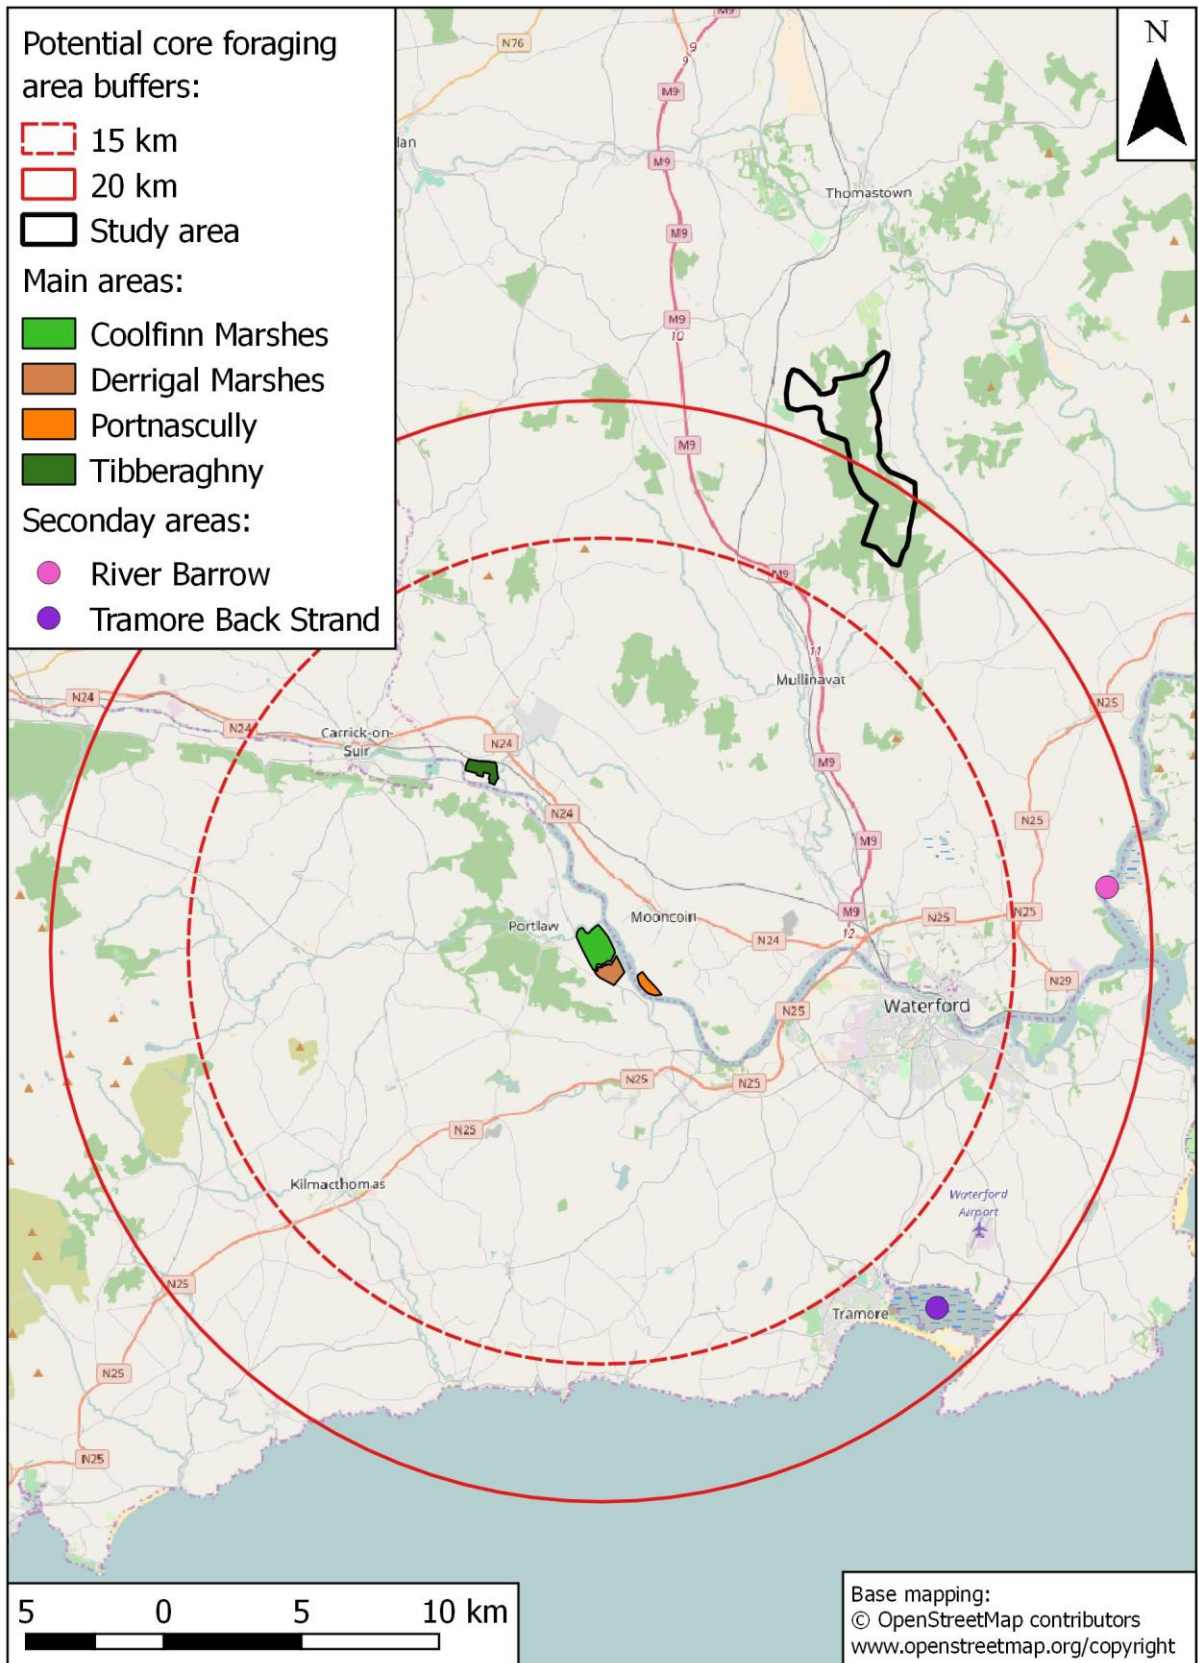 Potential core foraging
area buffers:
15 km
20 km
Study area
Main areas:
Coolfinn Marshes
Derrigal Marshes
Portnascully
Tibberaghny
Seconday areas:
River Barrow
Tramore Back Strand
N
M9
N76
9
9
M9
lan
M9
Thomastown
M9
M9
10
M9
M9
11
Mullinavat
N24
N24
Carrick-on-
Suir
N24
N25
M9
N24
N25
M9
Portlaw
Mooncoin
M9
12
N25
N25
N24
N29
Waterford
N25
N25
N25
N25
Kilmacthomas
Waterford
Airport
N25
Tramore
N25
N25
5 0 5 10 km
Base mapping:
© OpenStreetMap contributors
www.openstreetmap.org/copyright